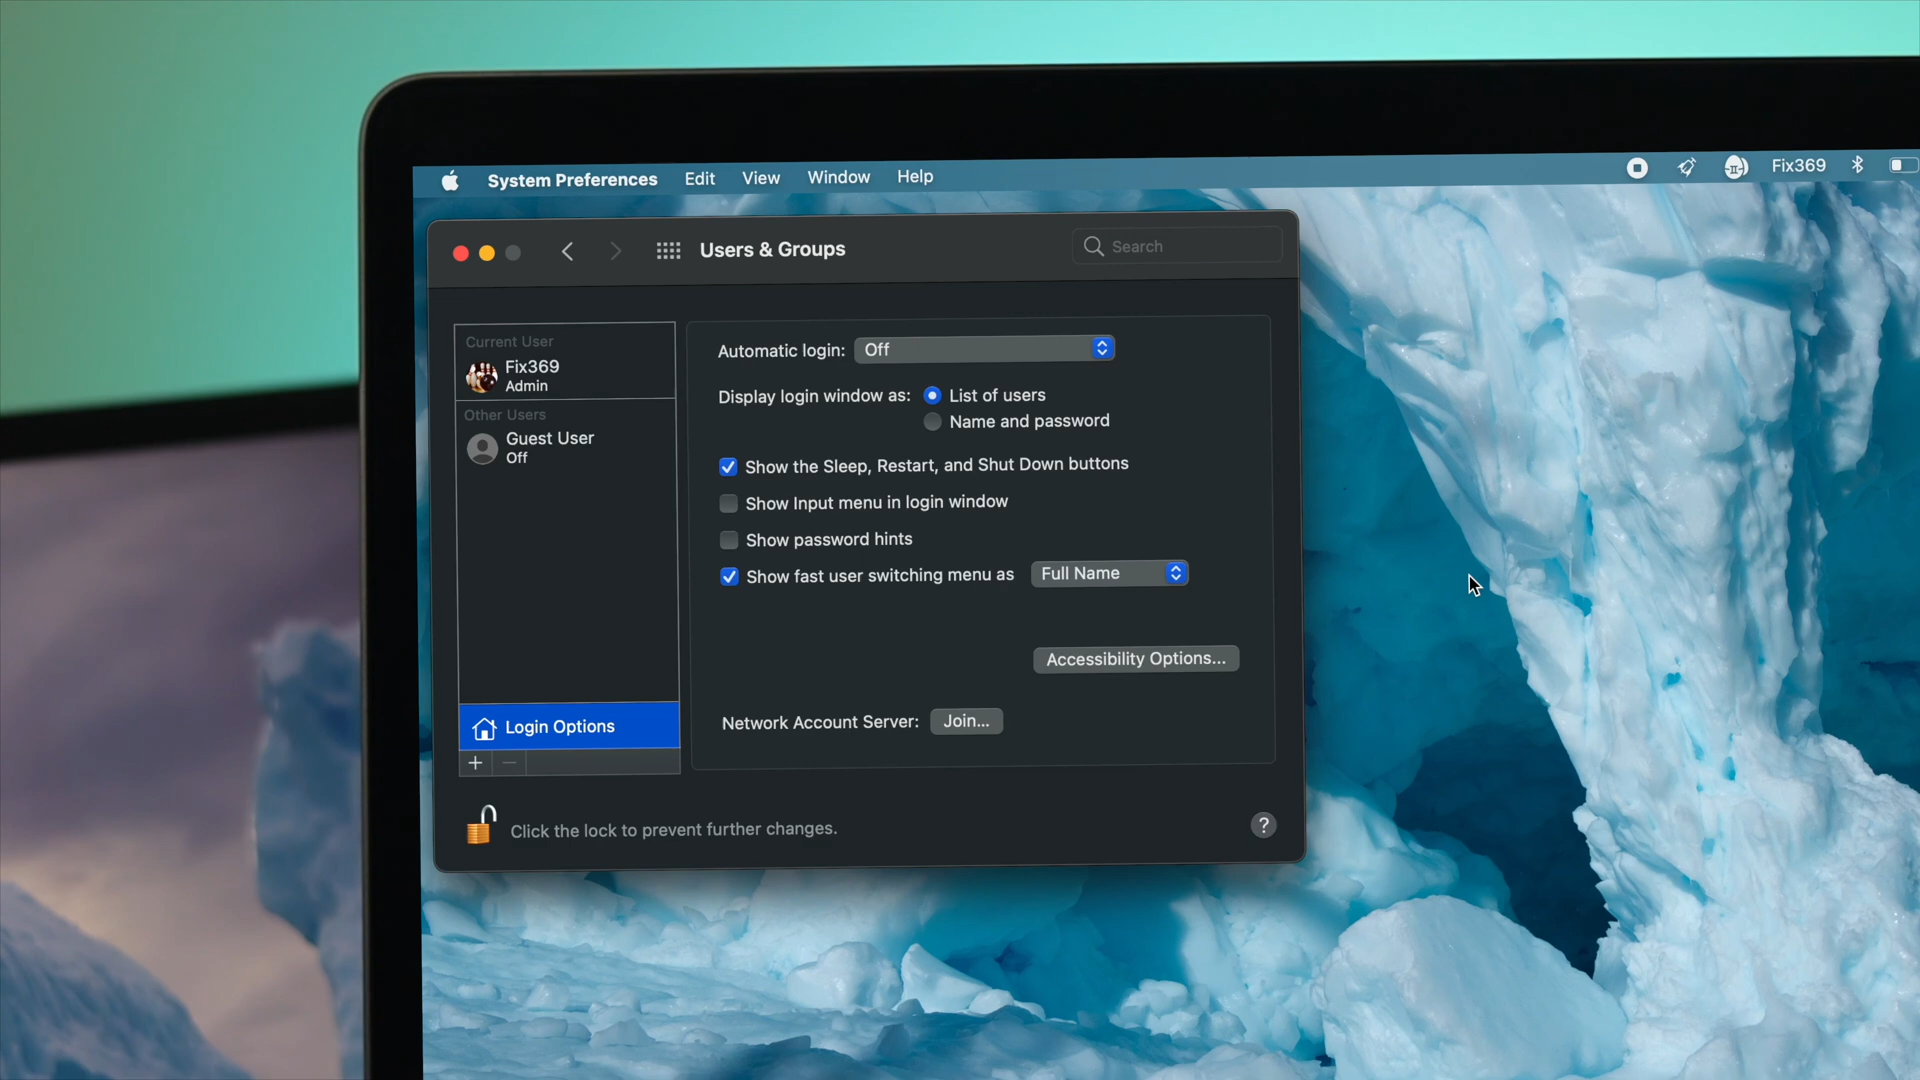 System Preferences Edit View Window Help Fix369
Users & Groups Search
Current User
Fix369
Admin
Other Users
Guest User
Off
Login Options
+ −
Automatic login: Off
Display login window as: List of users
Name and password
Show the Sleep, Restart, and Shut Down buttons
Show Input menu in login window
Show password hints
Show fast user switching menu as Full Name
Accessibility Options...
Network Account Server: Join...
Click the lock to prevent further changes. ?